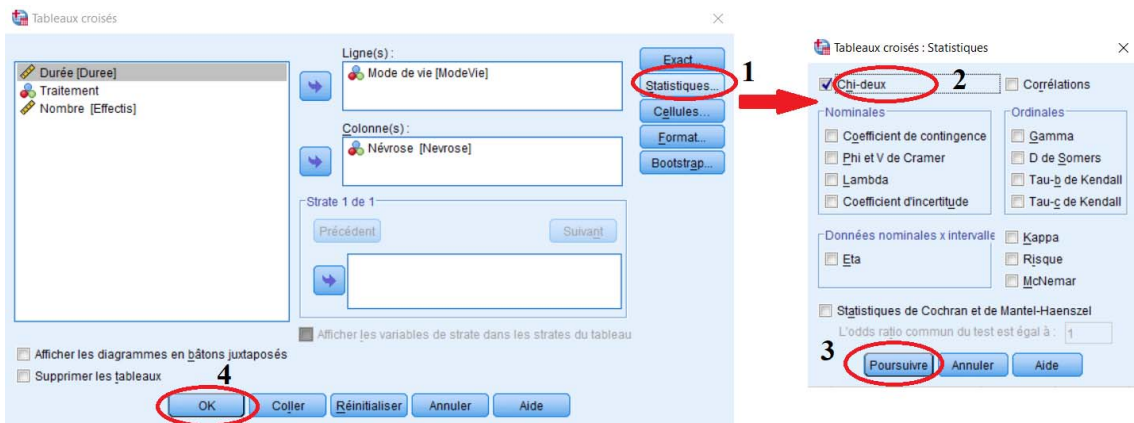 Tableaux croisés
Durée [Duree]
Traitement
Nombre [Effectis]
Ligne(s) :
Mode de vie [ModeVie]
Colonne(s) :
Névrose [Nevrose]
Strate 1 de 1
Précédent
Suivant
Afficher les variables de strate dans les strates du tableau
Exact...
Statistiques...
Cellules...
Format...
Bootstrap...
1
Afficher les diagrammes en bâtons juxtaposés
Supprimer les tableaux
4
OK Coller Réinitialiser Annuler Aide
Tableaux croisés : Statistiques
Chi-deux
2
Corrélations
Nominales
Coefficient de contingence
Phi et V de Cramer
Lambda
Coefficient d'incertitude
Ordinales
Gamma
D de Somers
Tau-b de Kendall
Tau-c de Kendall
Données nominales x intervalle
Eta
Kappa
Risque
McNemar
Statistiques de Cochran et de Mantel-Haenszel
L'odds ratio commun du test est égal à : 1
3
Poursuivre Annuler Aide